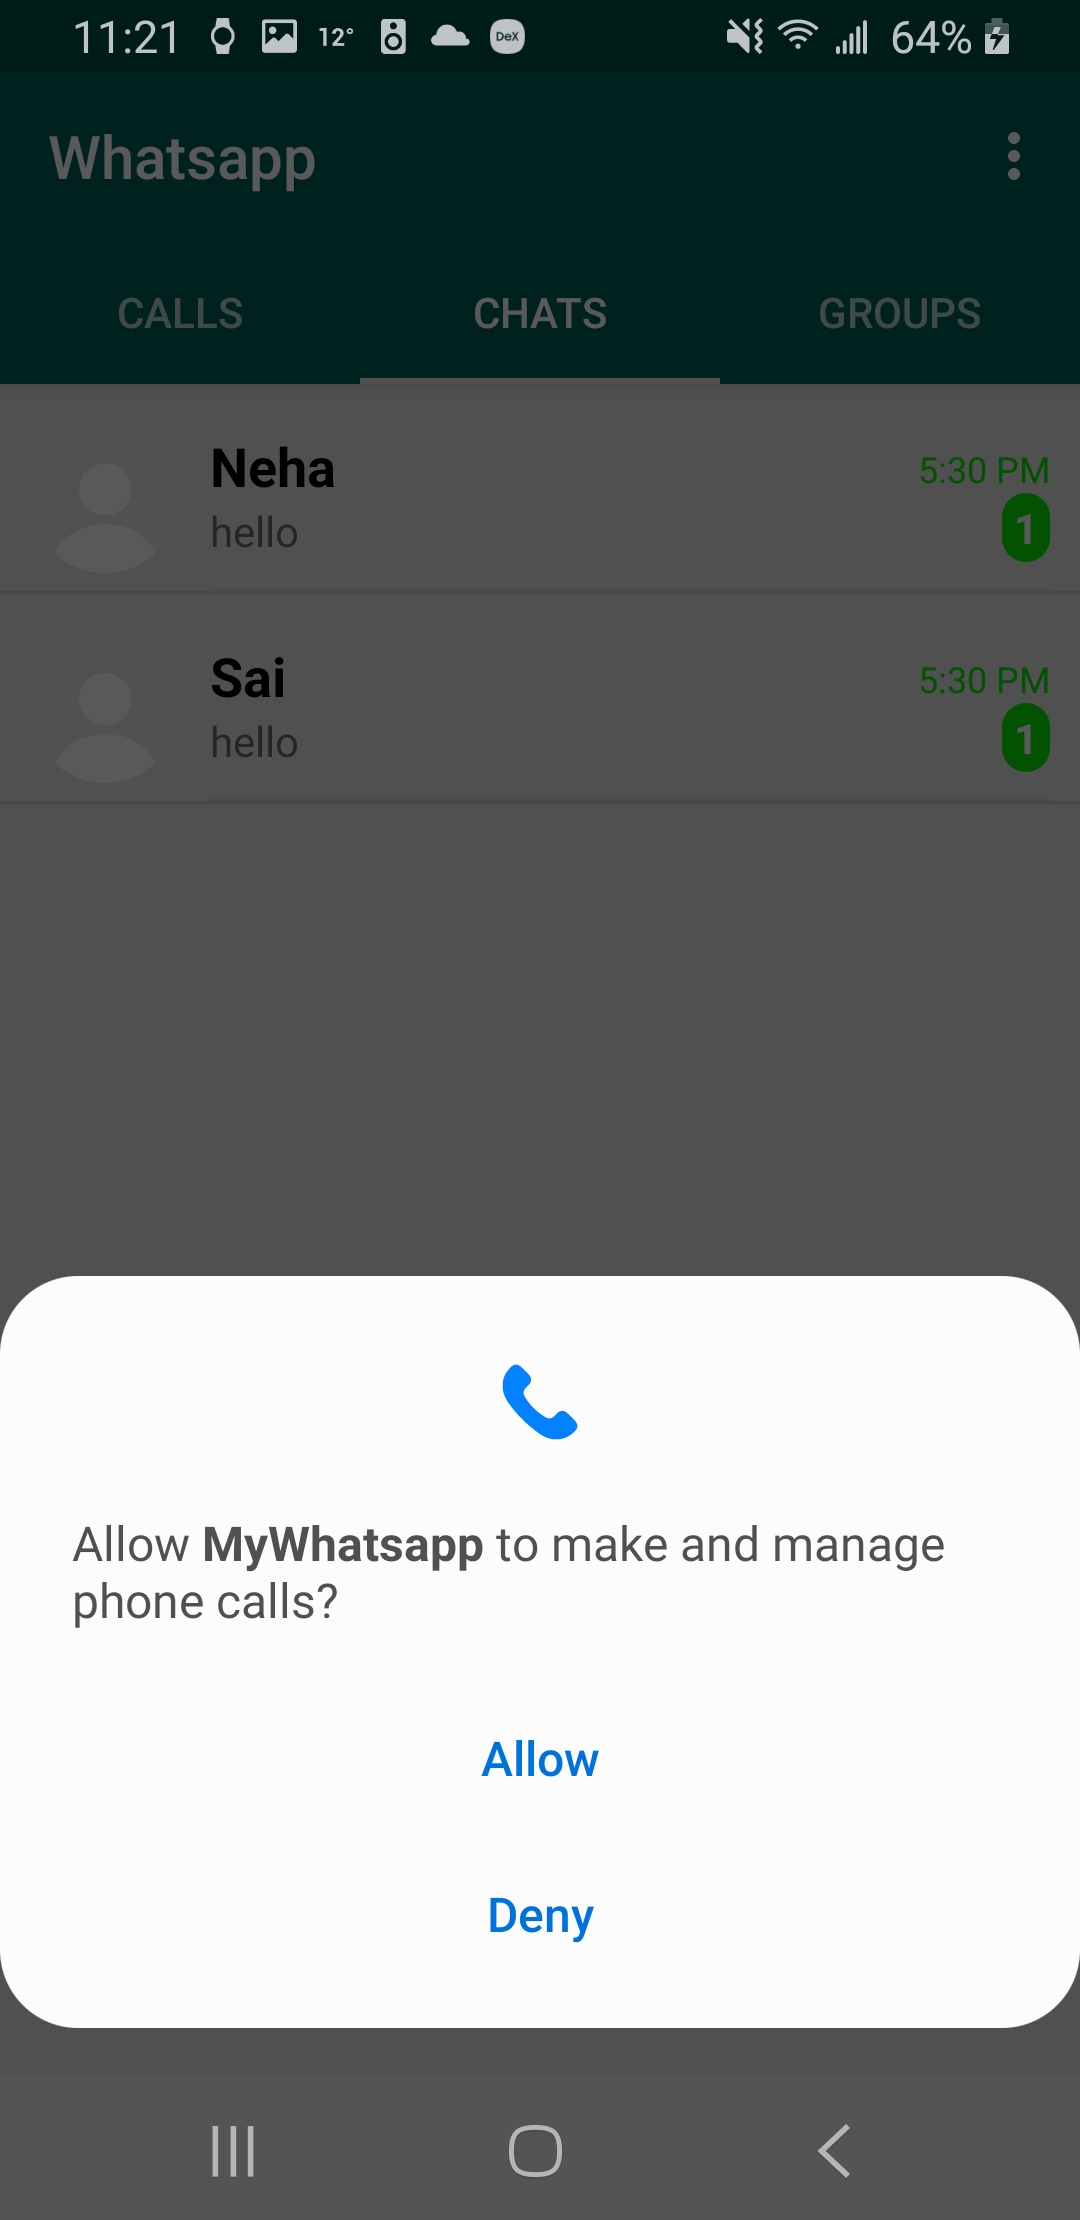 11:21 12° DeX 64%
Whatsapp
CALLS CHATS GROUPS
Neha 5:30 PM
hello 1
Sai 5:30 PM
hello 1
Allow MyWhatsapp to make and manage
phone calls?
Allow
Deny